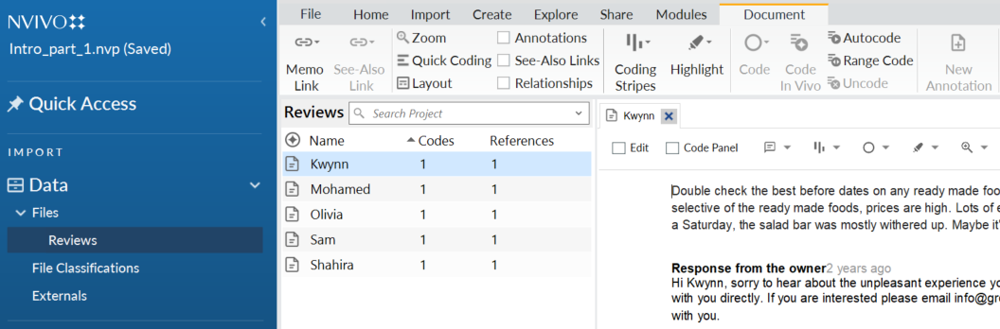 NVIVO
Intro_part_1.nvp (Saved)
Quick Access
IMPORT
Data
Files
Reviews
File Classifications
Externals
File Home Import Create Explore Share Modules Document
Memo Link
See-Also Link
Zoom
Quick Coding
Layout
Annotations
See-Also Links
Relationships
Coding Stripes
Highlight
Code
Code In Vivo
Autocode
Range Code
Uncode
New Annotation
Reviews Search Project
Name Codes References
Kwynn 1 1
Mohamed 1 1
Olivia 1 1
Sam 1 1
Shahira 1 1
Kwynn
Edit Code Panel
Double check the best before dates on any ready made foo
selective of the ready made foods, prices are high. Lots of e
a Saturday, the salad bar was mostly withered up. Maybe it'
Response from the owner2 years ago
Hi Kwynn, sorry to hear about the unpleasant experience yo
with you directly. If you are interested please email info@gr
with you.